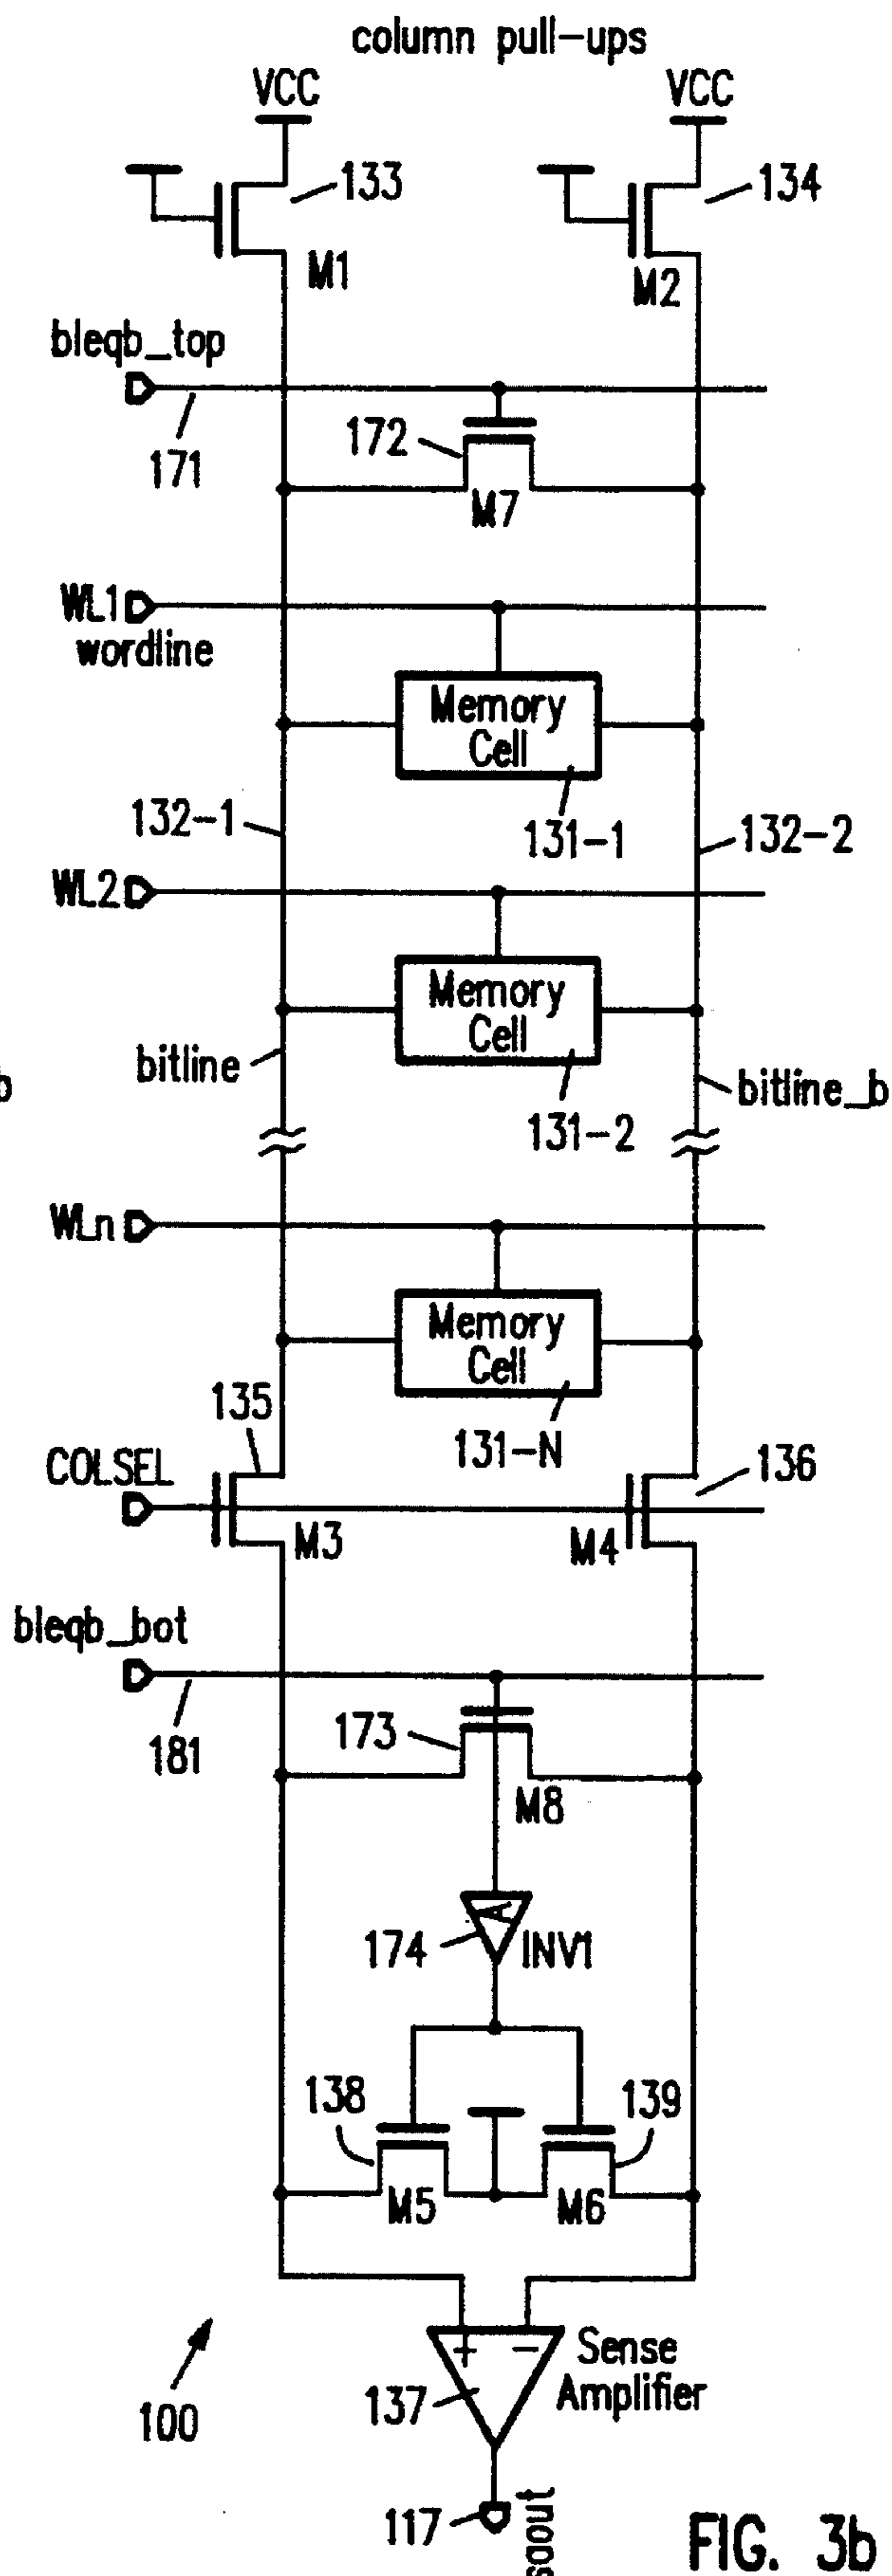 column pull-ups
VCC VCC
133 134
M1 M2
bleqb_top
171
172
M7
WL1
wordline
Memory
Cell
131-1
132-1 132-2
WL2
Memory
Cell
131-2
bitline bitline_b
b
WLn
Memory
Cell
131-N
135 136
COLSEL
M3 M4
bleqb_bot
181
173
M8
174 INV1
138 139
M5 M6
+ −
Sense
Amplifier
137
100
117
saout
FIG. 3b